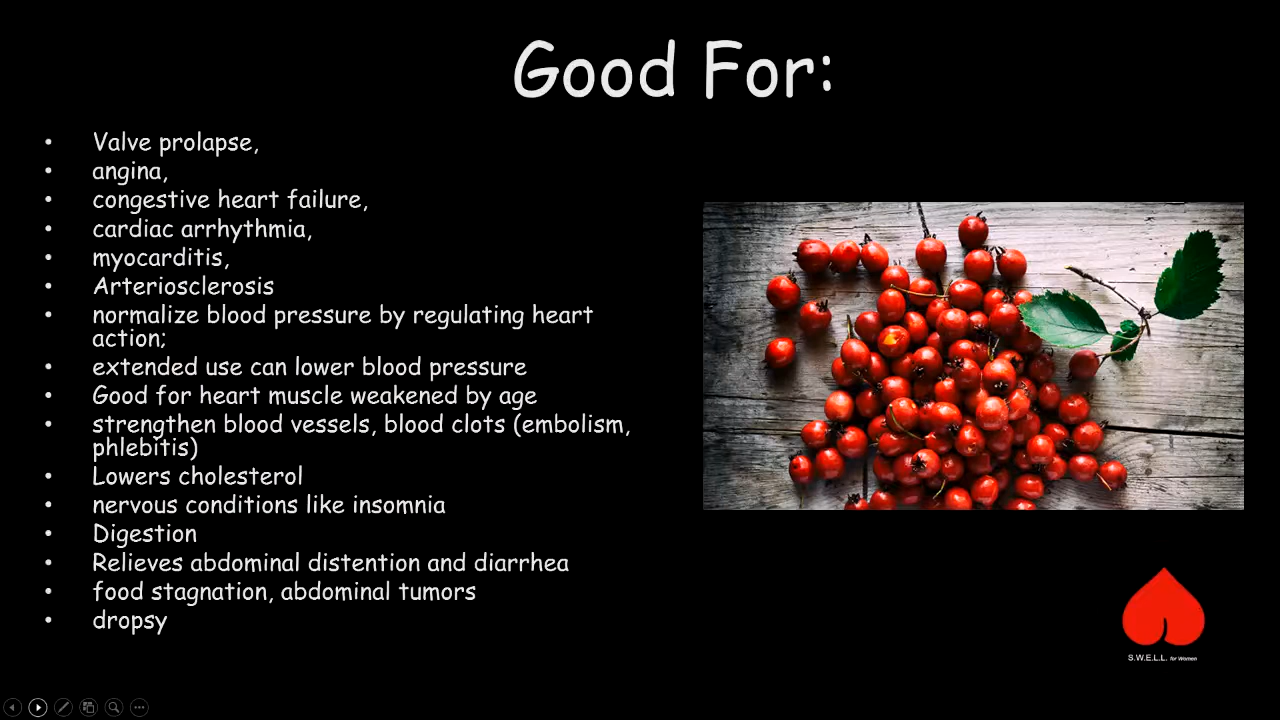 Good For:
• Valve prolapse,
• angina,
• congestive heart failure,
• cardiac arrhythmia,
• myocarditis,
• Arteriosclerosis
• normalize blood pressure by regulating heart
action;
• extended use can lower blood pressure
• Good for heart muscle weakened by age
• strengthen blood vessels, blood clots (embolism,
phlebitis)
• Lowers cholesterol
• nervous conditions like insomnia
• Digestion
• Relieves abdominal distention and diarrhea
• food stagnation, abdominal tumors
• dropsy
S.W.E.L.L. for Women